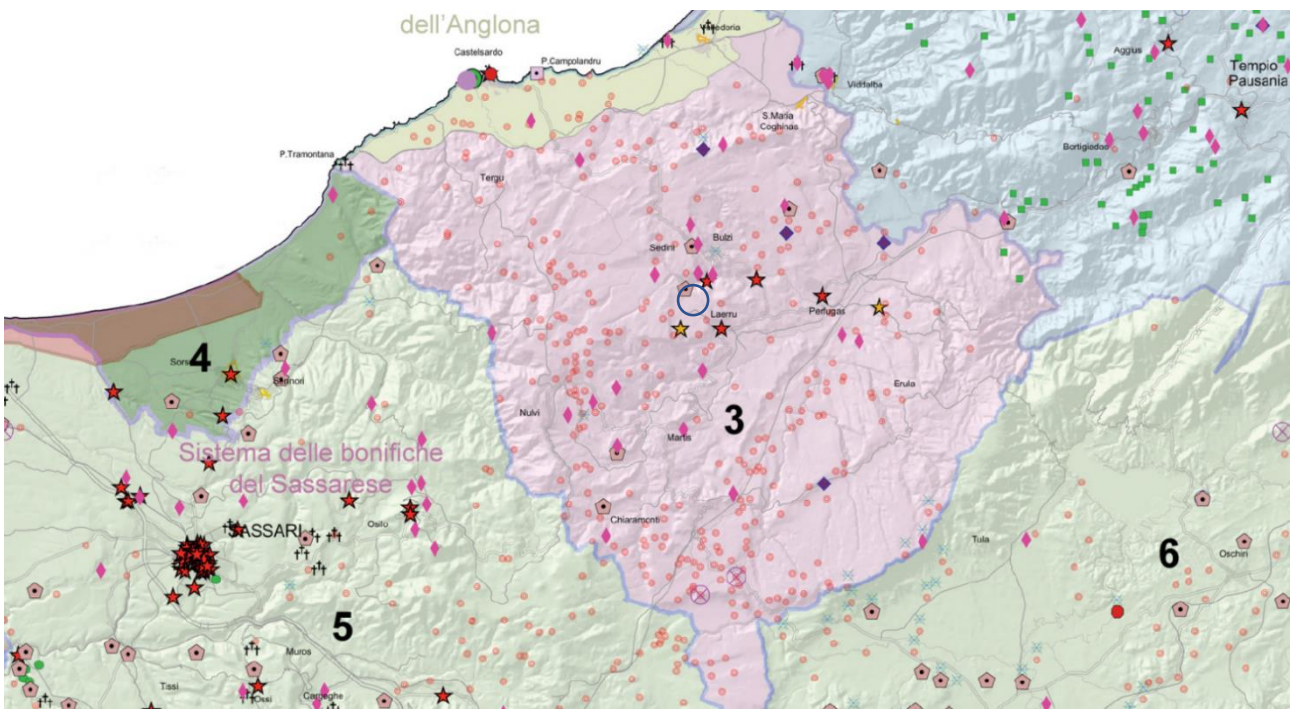 dell'Anglona
Castelsardo
P.Campolandru
Viddalba
Aggius
Tempio
Pausania
S.Maria
Coghinas
Bortigiadas
P.Tramontana
Tergu
Sedini
Bulzi
Laerru
Perfugas
4
Erula
Nulvi
3
Martis
Sistema delle bonifiche
del Sassarese
SASSARI
Osilo
Chiaramonti
Tula
6
Oschiri
5
Muros
Tissi
Ossi
Cargeghe